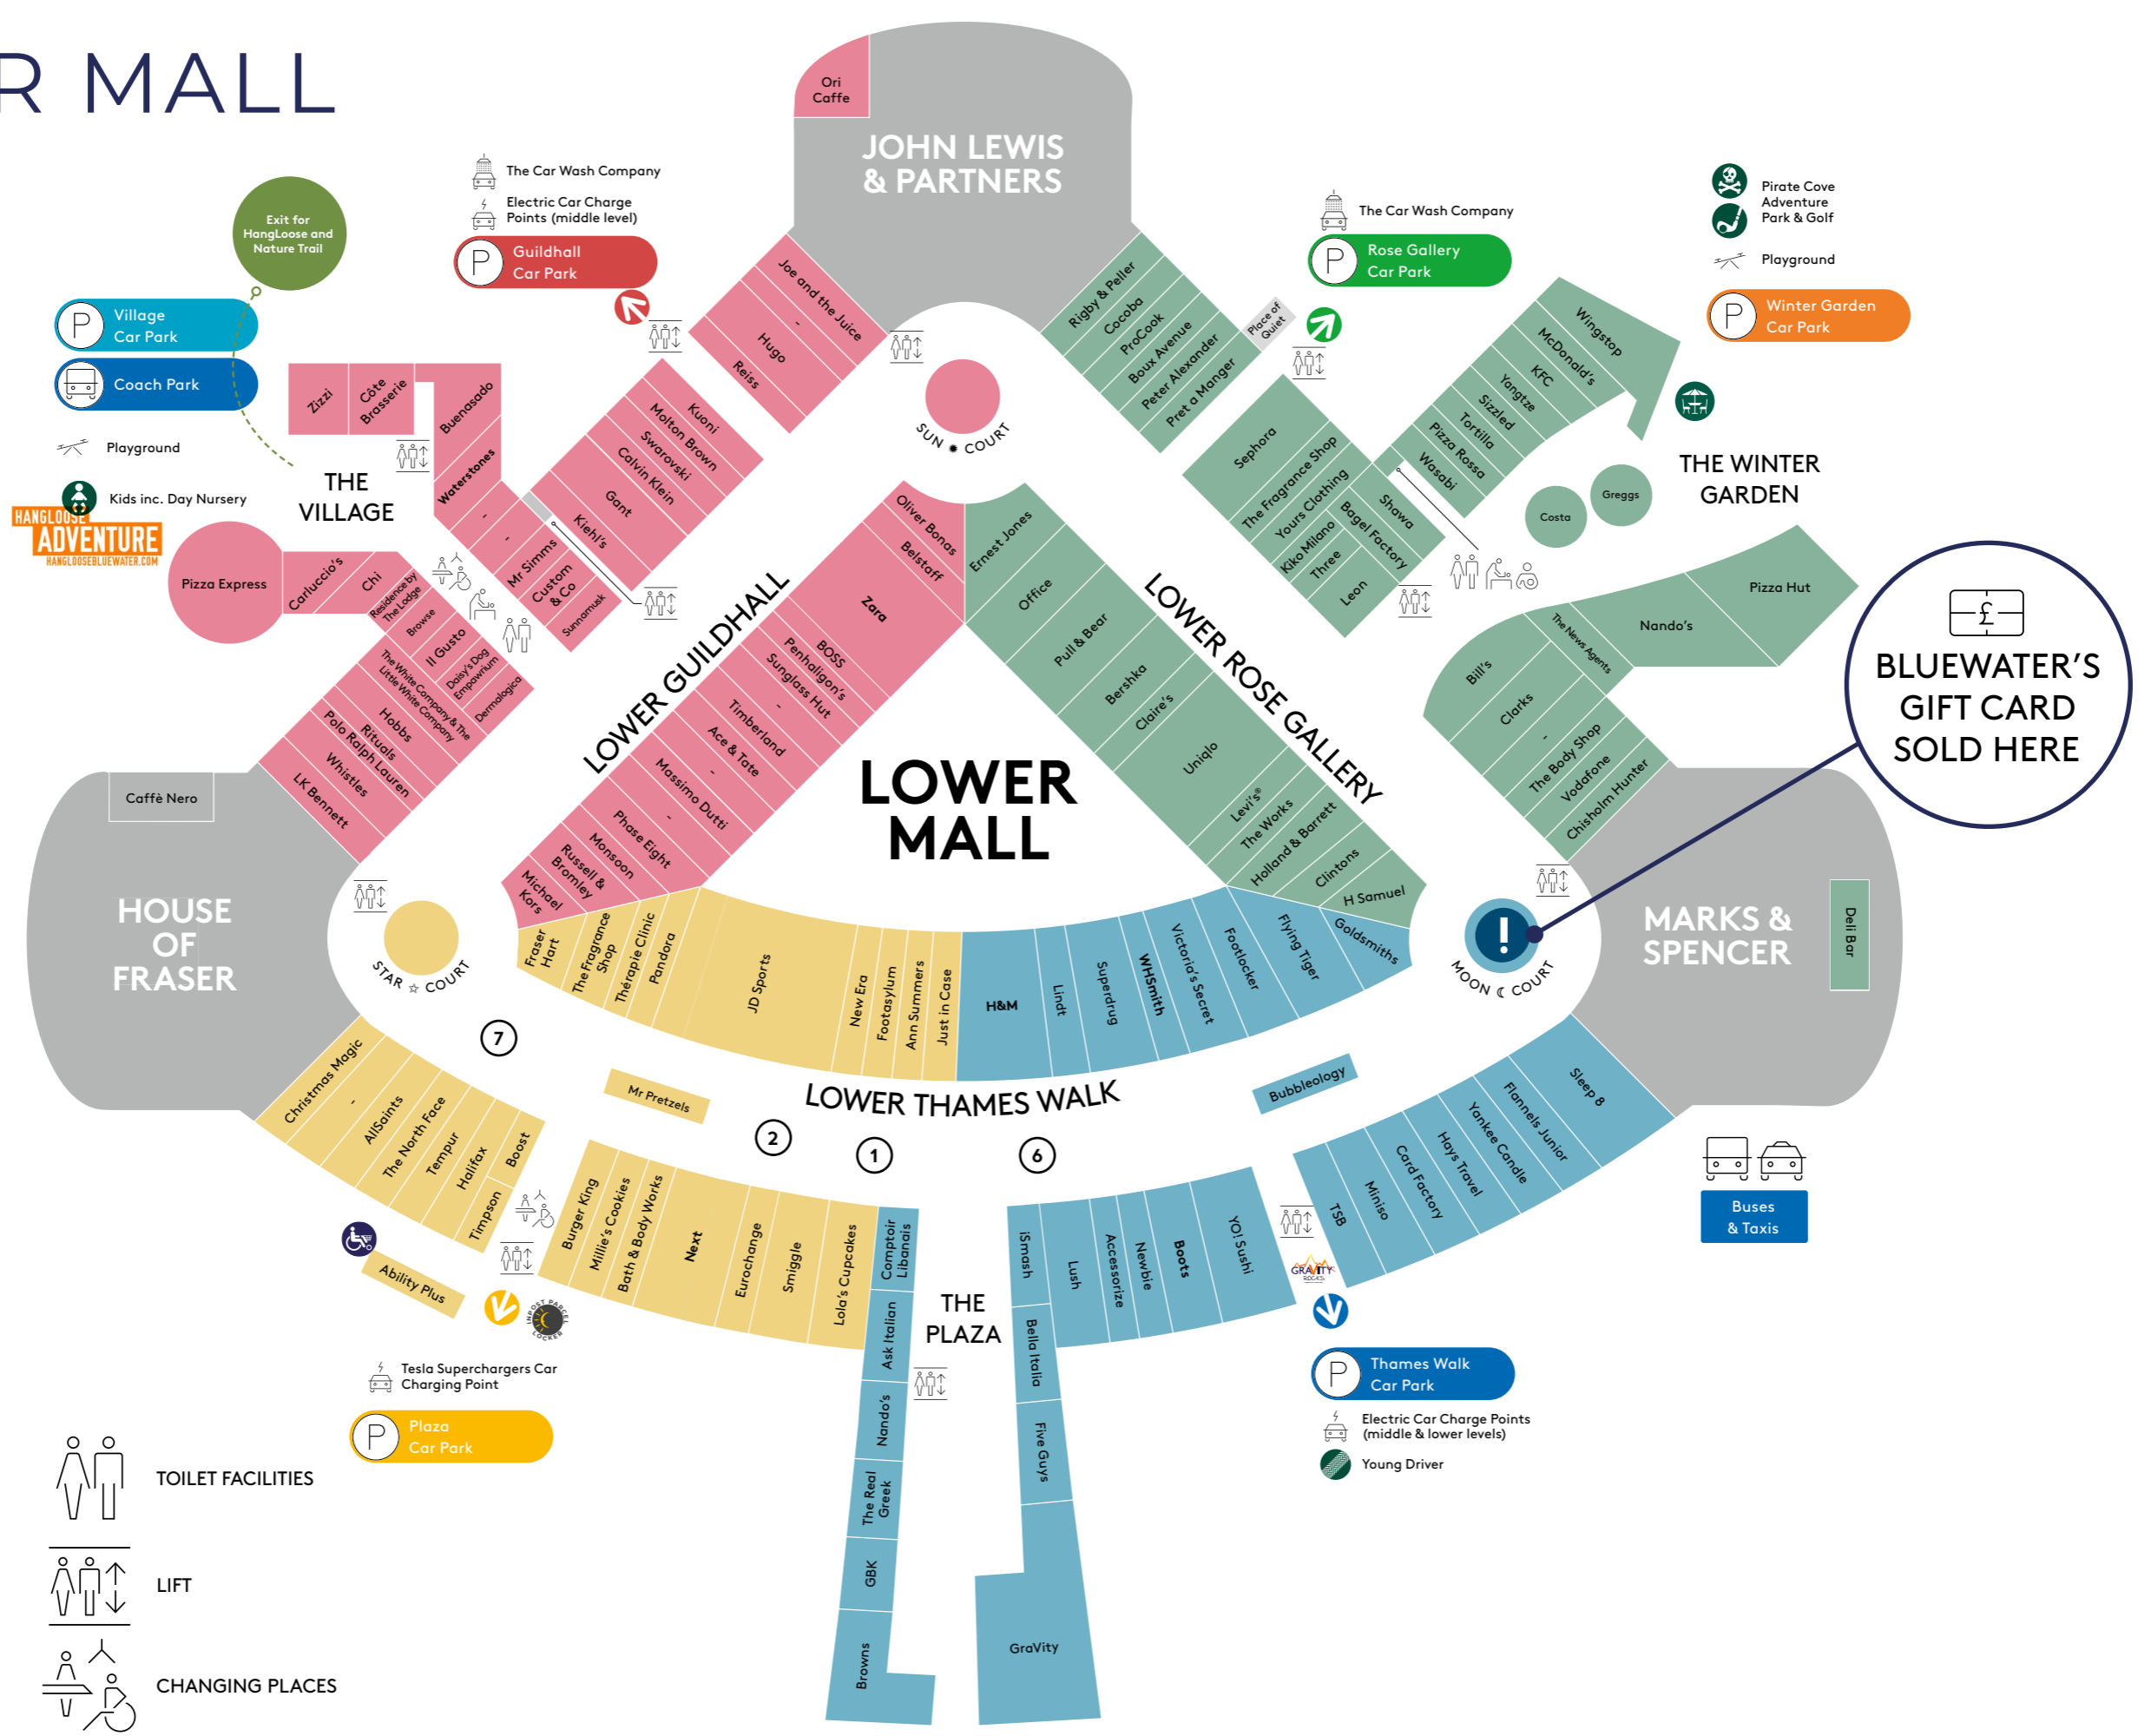 R MALL
Ori
Caffe
JOHN LEWIS
& PARTNERS
The Car Wash Company
Electric Car Charge
Points (middle level)
P
Guildhall
Car Park
Exit for
HangLoose and
Nature Trail
P
Village
Car Park
Coach Park
Playground
Kids inc. Day Nursery
HANGLOOSE
ADVENTURE
HANGLOOSEBLUEWATER.COM
The Car Wash Company
P
Rose Gallery
Car Park
Pirate Cove
Adventure
Park & Golf
Playground
P
Winter Garden
Car Park
Joe and the Juice
-
Hugo
Reiss
SUN COURT
Rigby & Peller
Cocoba
ProCook
Boux Avenue
Peter Alexander
Pret a Manger
Place of
Quiet
Wingstop
McDonald's
KFC
Yangtze
Sizzled
Tortilla
Pizza Rossa
Wasabi
THE WINTER
GARDEN
Costa
Greggs
Zizzi
Côte
Brasserie
Buenasado
Waterstones
-
-
Mr Simms
Custom
& Co
Sunnamusk
THE
VILLAGE
Kuoni
Molton Brown
Swarovski
Calvin Klein
Gant
Kiehl's
Sephora
The Fragrance Shop
Yours Clothing
Kiko Milano
Three
Leon
Shawa
Bagel Factory
Pizza Express
Carluccio's
Chi
Residence by
The Lodge
Browse
Il Gusto
Daisy's Dog
Empawrium
Dermalogica
The White Company & The
Little White Company
Hobbs
Rituals
Polo Ralph Lauren
Whistles
LK Bennett
LOWER GUILDHALL
Oliver Bonas
Belstaff
Zara
BOSS
Penhaligon's
Sunglass Hut
-
Timberland
Ace & Tate
-
Massimo Dutti
-
Phase Eight
Monsoon
Russell &
Bromley
Michael
Kors
LOWER ROSE GALLERY
Ernest Jones
Office
Pull & Bear
Bershka
Claire's
Uniqlo
Levi's®
The Works
Holland & Barrett
Clintons
H Samuel
LOWER
MALL
Bill's
The News Agents
Nando's
Pizza Hut
Clarks
-
The Body Shop
Vodafone
Chisholm Hunter
£
BLUEWATER'S
GIFT CARD
SOLD HERE
Caffè Nero
HOUSE
OF
FRASER
STAR COURT
MARKS &
SPENCER
Deli Bar
!
MOON COURT
Fraser
Hart
The Fragrance
Shop
Thérapie Clinic
Pandora
JD Sports
New Era
Footasylum
Ann Summers
Just in Case
H&M
Lindt
Superdrug
WHSmith
Victoria's Secret
Footlocker
Flying Tiger
Goldsmiths
7
Mr Pretzels
LOWER THAMES WALK
Bubbleology
2
1
6
Christmas Magic
-
AllSaints
The North Face
Tempur
Halifax
Boost
Timpson
Ability Plus
INPOST PARCEL
LOCKER
Burger King
Millie's Cookies
Bath & Body Works
Next
Eurochange
Smiggle
Lola's Cupcakes
Comptoir
Libanais
Ask Italian
Nando's
The Real
Greek
GBK
Browns
THE
PLAZA
iSmash
Bella Italia
Five Guys
GraVity
Lush
Accessorize
Newbie
Boots
YO! Sushi
GRAVITY
ROCKS
TSB
Miniso
Card Factory
Hays Travel
Yankee Candle
Flannels Junior
Sleep 8
Buses
& Taxis
Tesla Superchargers Car
Charging Point
P
Plaza
Car Park
P
Thames Walk
Car Park
Electric Car Charge Points
(middle & lower levels)
Young Driver
TOILET FACILITIES
LIFT
CHANGING PLACES